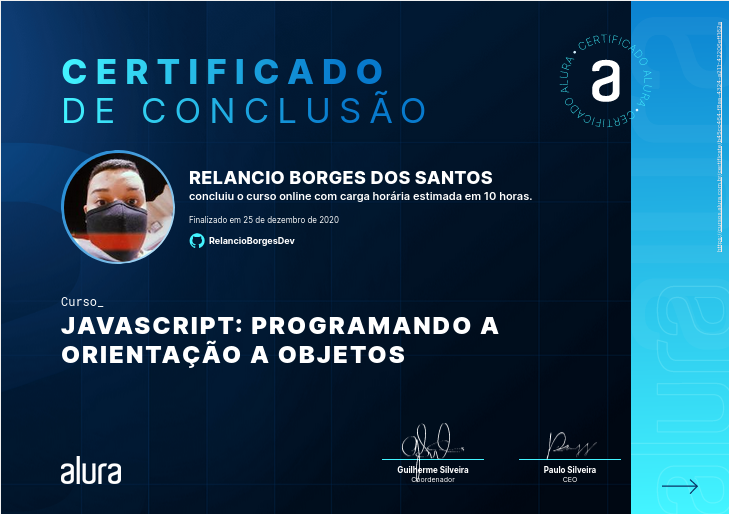 CERTIFICADO
DE CONCLUSÃO
ALURA • CERTIFICADO ALURA • CERTIFICADO
a
RELANCIO BORGES DOS SANTOS
concluiu o curso online com carga horária estimada em 10 horas.
Finalizado em 25 de dezembro de 2020
RelancioBorgesDev
Curso_
JAVASCRIPT: PROGRAMANDO A
ORIENTAÇÃO A OBJETOS
Guilherme Silveira
Coordenador
Paulo Silveira
CEO
alura
alura